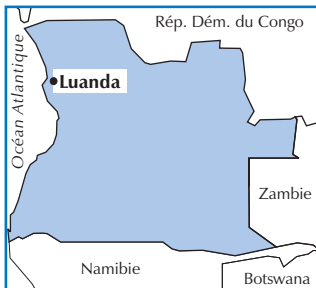 Rép. Dém. du Congo
Océan Atlantique
Luanda
Zambie
Namibie
Botswana